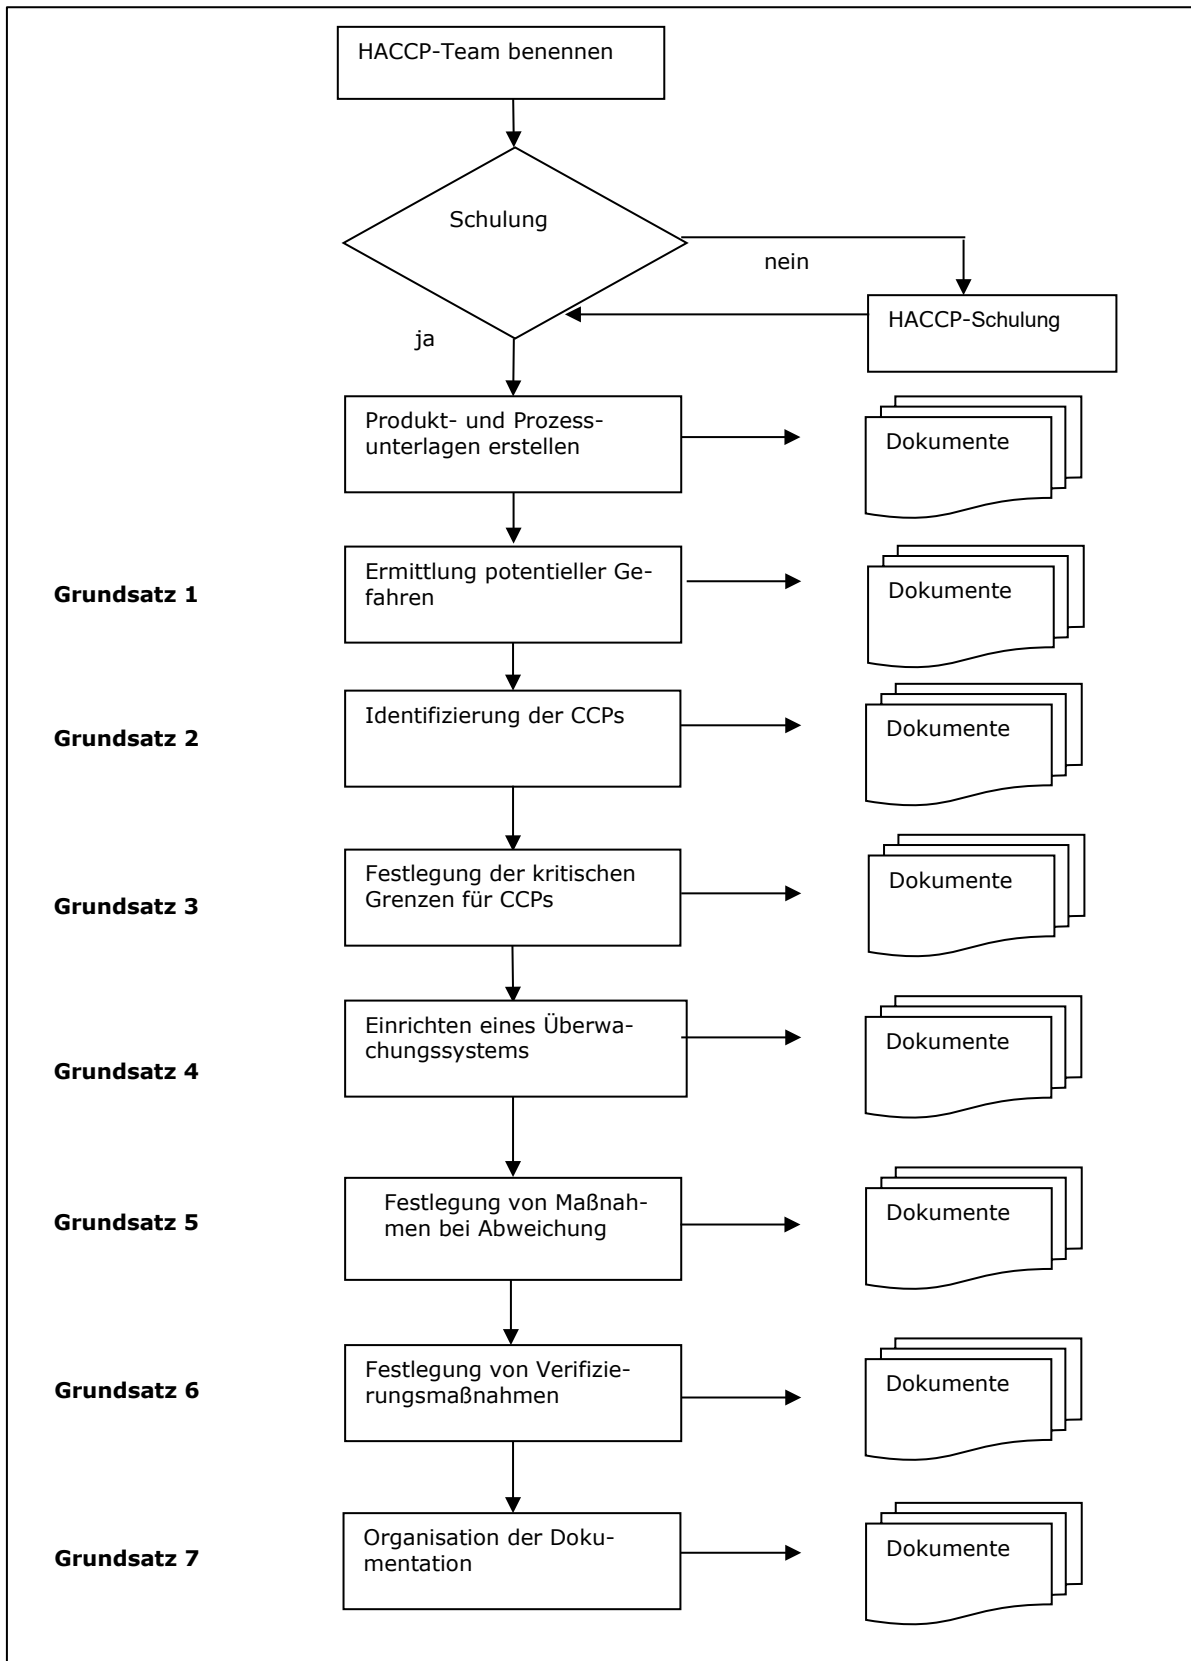 HACCP-Team benennen
Schulung
nein
HACCP-Schulung
ja
Produkt- und Prozess-
unterlagen erstellen
Dokumente
Grundsatz 1
Ermittlung potentieller Ge-
fahren
Dokumente
Grundsatz 2
Identifizierung der CCPs
Dokumente
Grundsatz 3
Festlegung der kritischen
Grenzen für CCPs
Dokumente
Grundsatz 4
Einrichten eines Überwa-
chungssystems
Dokumente
Grundsatz 5
Festlegung von Maßnah-
men bei Abweichung
Dokumente
Grundsatz 6
Festlegung von Verifizie-
rungsmaßnahmen
Dokumente
Grundsatz 7
Organisation der Doku-
mentation
Dokumente